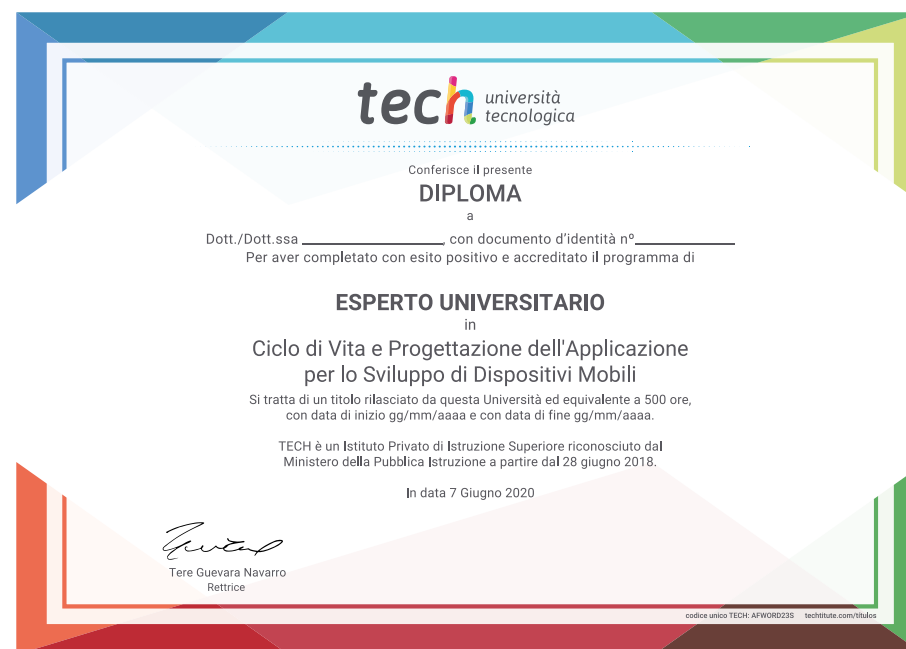 tech università
tecnologica
Conferisce il presente
DIPLOMA
a
Dott./Dott.ssa ____________________, con documento d'identità nº______________
Per aver completato con esito positivo e accreditato il programma di
ESPERTO UNIVERSITARIO
in
Ciclo di Vita e Progettazione dell'Applicazione
per lo Sviluppo di Dispositivi Mobili
Si tratta di un titolo rilasciato da questa Università ed equivalente a 500 ore,
con data di inizio gg/mm/aaaa e con data di fine gg/mm/aaaa.
TECH è un Istituto Privato di Istruzione Superiore riconosciuto dal
Ministero della Pubblica Istruzione a partire dal 28 giugno 2018.
In data 7 Giugno 2020
Tere Guevara Navarro
Rettrice
codice unico TECH: AFWORD23S techtitute.com/titulos